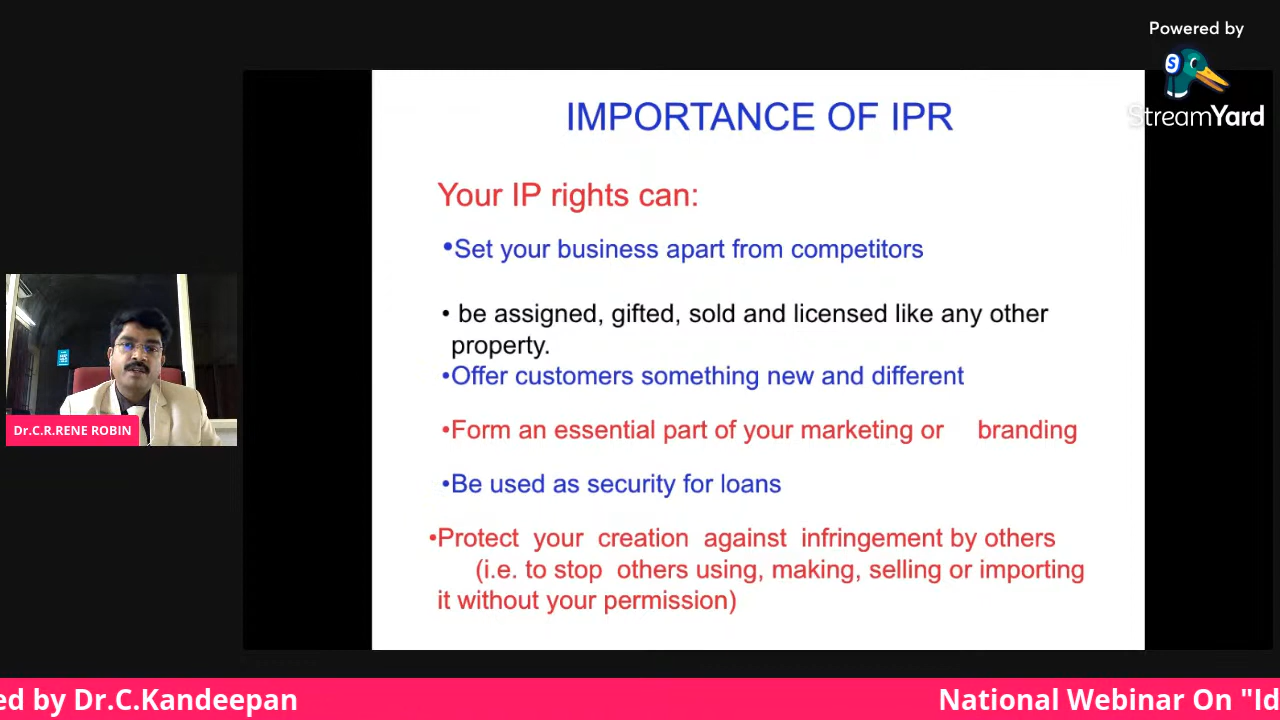 Powered by
StreamYard
IMPORTANCE OF IPR
Your IP rights can:
•Set your business apart from competitors
• be assigned, gifted, sold and licensed like any other
property.
•Offer customers something new and different
•Form an essential part of your marketing or branding
•Be used as security for loans
•Protect your creation against infringement by others
(i.e. to stop others using, making, selling or importing
it without your permission)
Dr.C.R.RENE ROBIN
ed by Dr.C.Kandeepan National Webinar On "Id